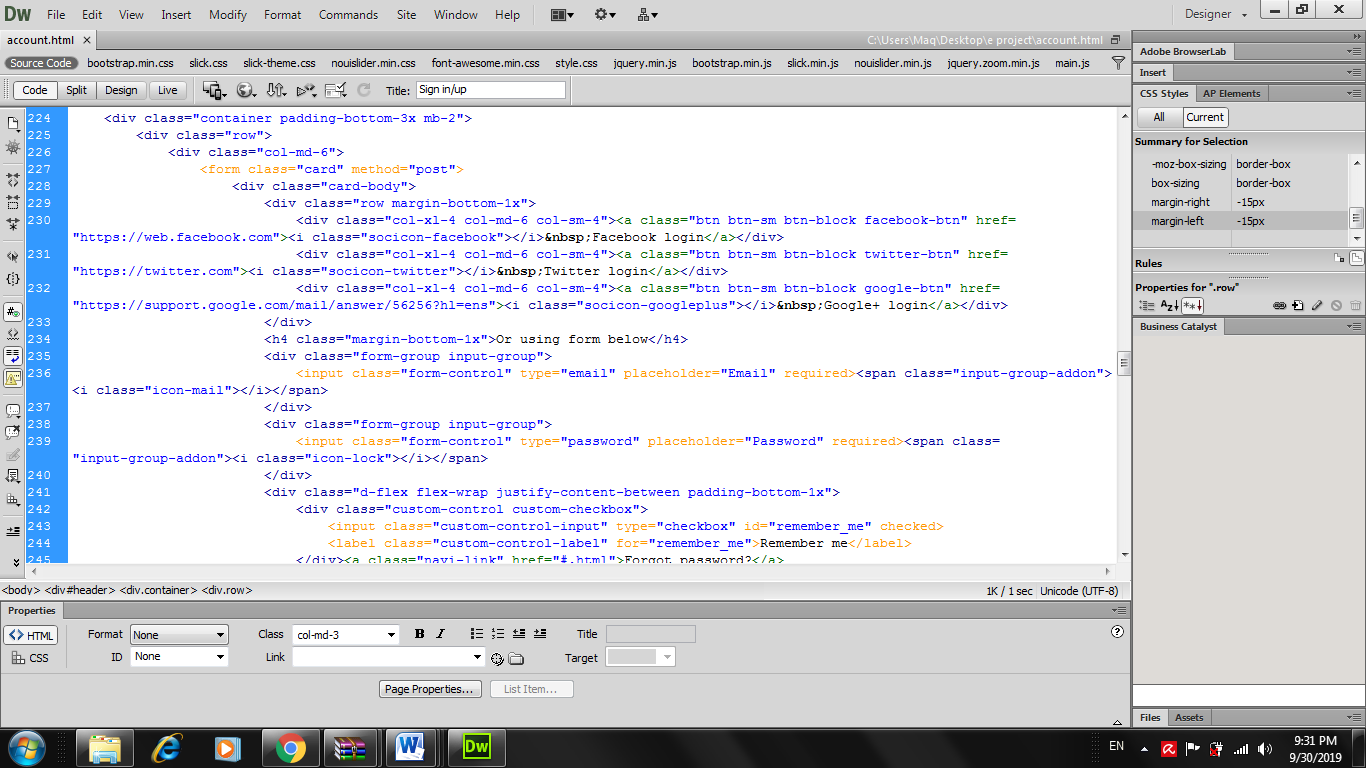 Dw File Edit View Insert Modify Format Commands Site Window Help Designer
account.html C:\Users\Maq\Desktop\e project\account.html
Source Code bootstrap.min.css slick.css slick-theme.css nouislider.min.css font-awesome.min.css style.css jquery.min.js bootstrap.min.js slick.min.js nouislider.min.js jquery.zoom.min.js main.js
Code Split Design Live Title: Sign in/up
224 <div class="container padding-bottom-3x mb-2">
225 <div class="row">
226 <div class="col-md-6">
227 <form class="card" method="post">
228 <div class="card-body">
229 <div class="row margin-bottom-1x">
230 <div class="col-xl-4 col-md-6 col-sm-4"><a class="btn btn-sm btn-block facebook-btn" href=
"https://web.facebook.com"><i class="socicon-facebook"></i>&nbsp;Facebook login</a></div>
231 <div class="col-xl-4 col-md-6 col-sm-4"><a class="btn btn-sm btn-block twitter-btn" href=
"https://twitter.com"><i class="socicon-twitter"></i>&nbsp;Twitter login</a></div>
232 <div class="col-xl-4 col-md-6 col-sm-4"><a class="btn btn-sm btn-block google-btn" href=
"https://support.google.com/mail/answer/56256?hl=ens"><i class="socicon-googleplus"></i>&nbsp;Google+ login</a></div>
233 </div>
234 <h4 class="margin-bottom-1x">Or using form below</h4>
235 <div class="form-group input-group">
236 <input class="form-control" type="email" placeholder="Email" required><span class="input-group-addon">
<i class="icon-mail"></i></span>
237 </div>
238 <div class="form-group input-group">
239 <input class="form-control" type="password" placeholder="Password" required><span class=
"input-group-addon"><i class="icon-lock"></i></span>
240 </div>
241 <div class="d-flex flex-wrap justify-content-between padding-bottom-1x">
242 <div class="custom-control custom-checkbox">
243 <input class="custom-control-input" type="checkbox" id="remember_me" checked>
244 <label class="custom-control-label" for="remember_me">Remember me</label>
245 </div><a class="navi-link" href="#.html">Forgot password?</a>
<body> <div#header> <div.container> <div.row> 1K / 1 sec Unicode (UTF-8)
Properties
<> HTML Format None Class col-md-3 B I Title
CSS ID None Link Target
Page Properties... List Item...
Adobe BrowserLab
Insert
CSS Styles AP Elements
All Current
Summary for Selection
-moz-box-sizing border-box
box-sizing border-box
margin-right -15px
margin-left -15px
Rules
Properties for ".row"
Business Catalyst
Files Assets
EN 9:31 PM
9/30/2019